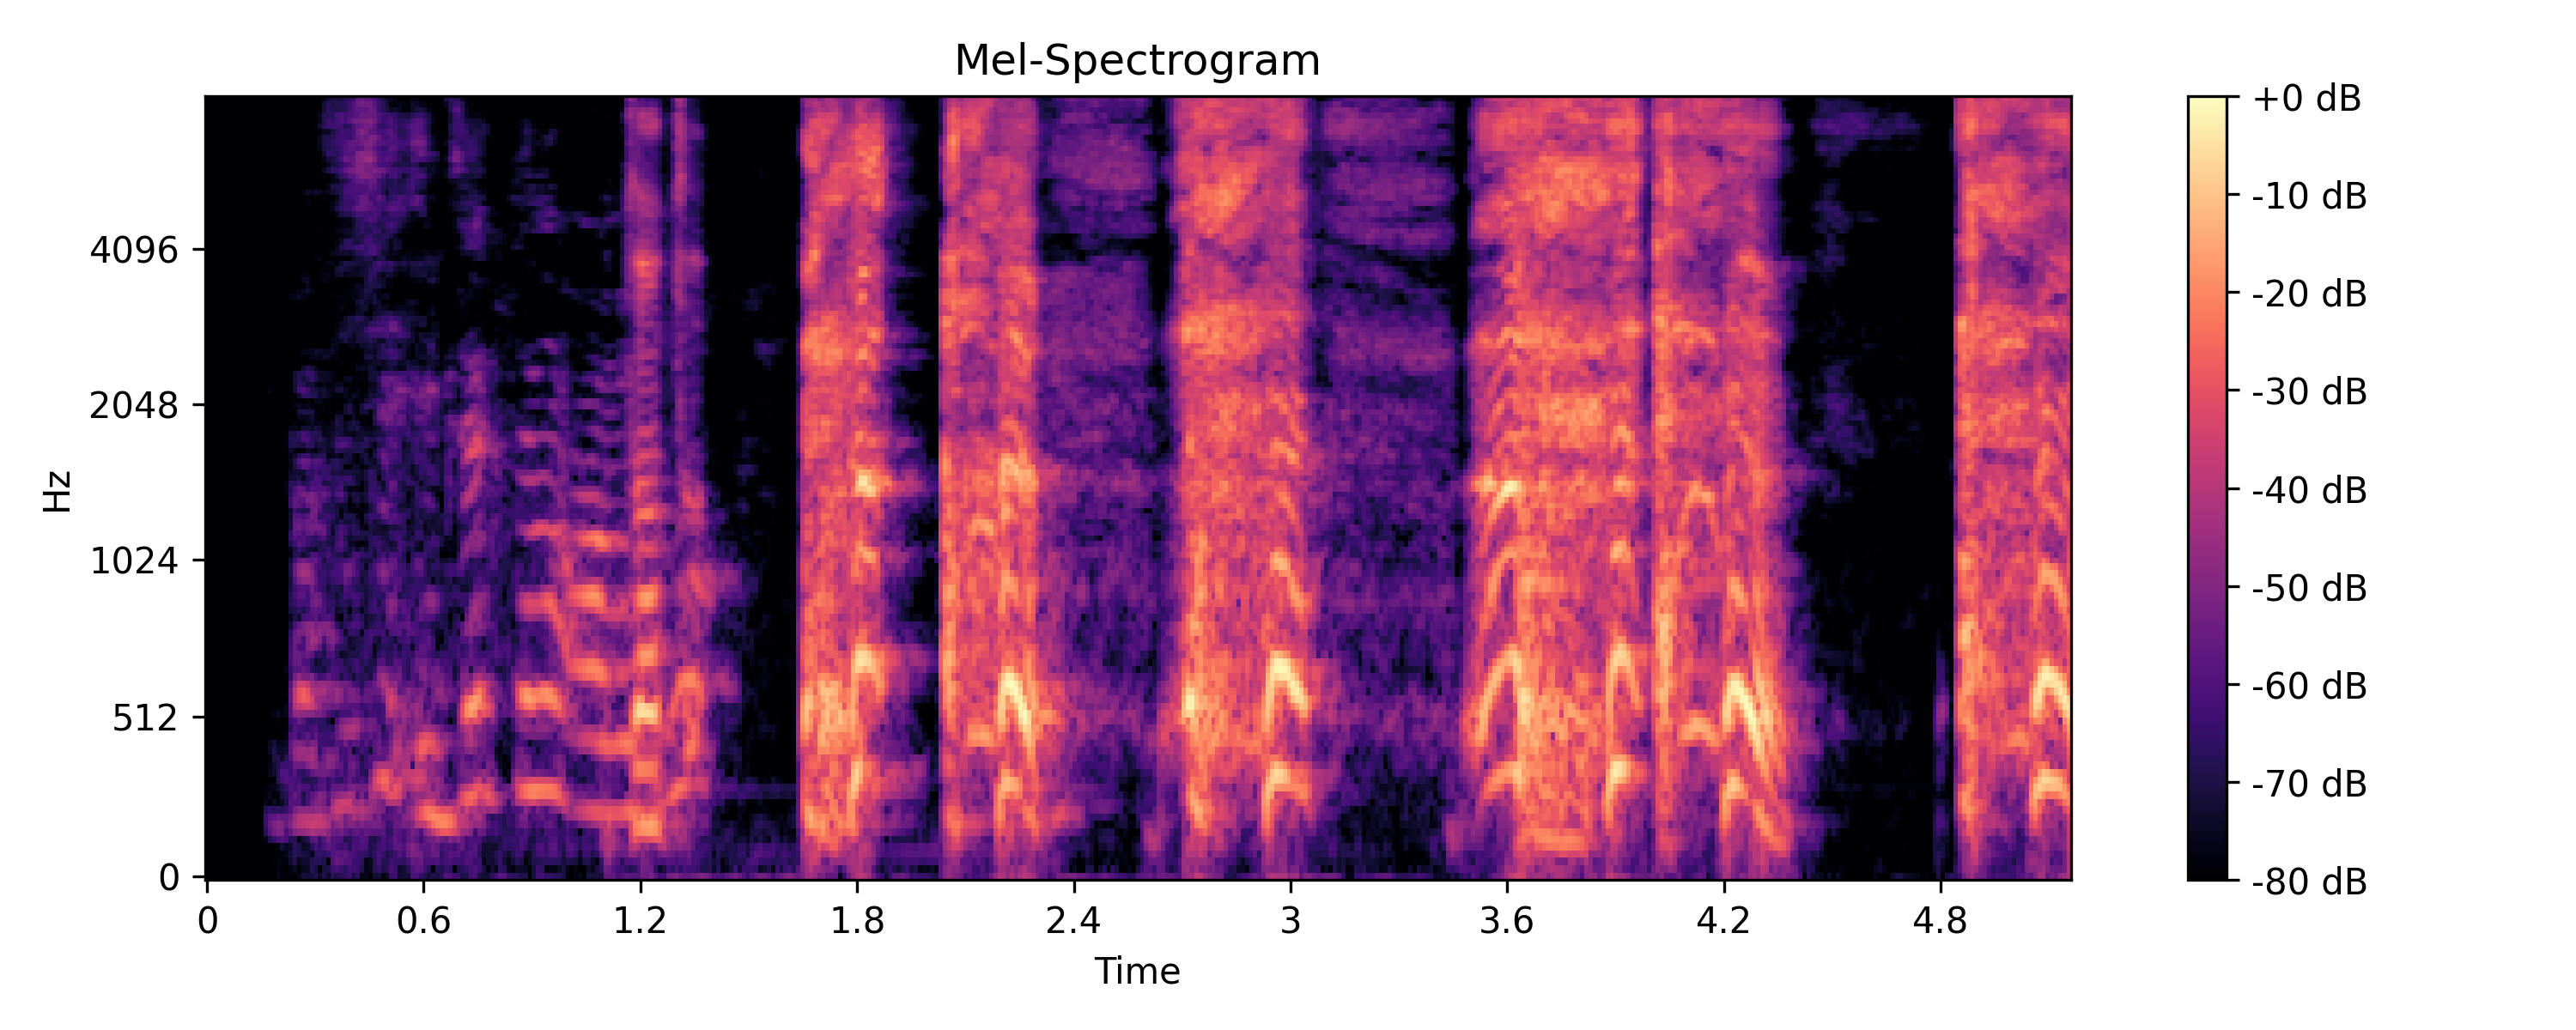 Mel-Spectrogram
+0 dB
-10 dB
-20 dB
-30 dB
-40 dB
-50 dB
-60 dB
-70 dB
-80 dB
Hz
4096
2048
1024
512
0
0 0.6 1.2 1.8 2.4 3 3.6 4.2 4.8
Time